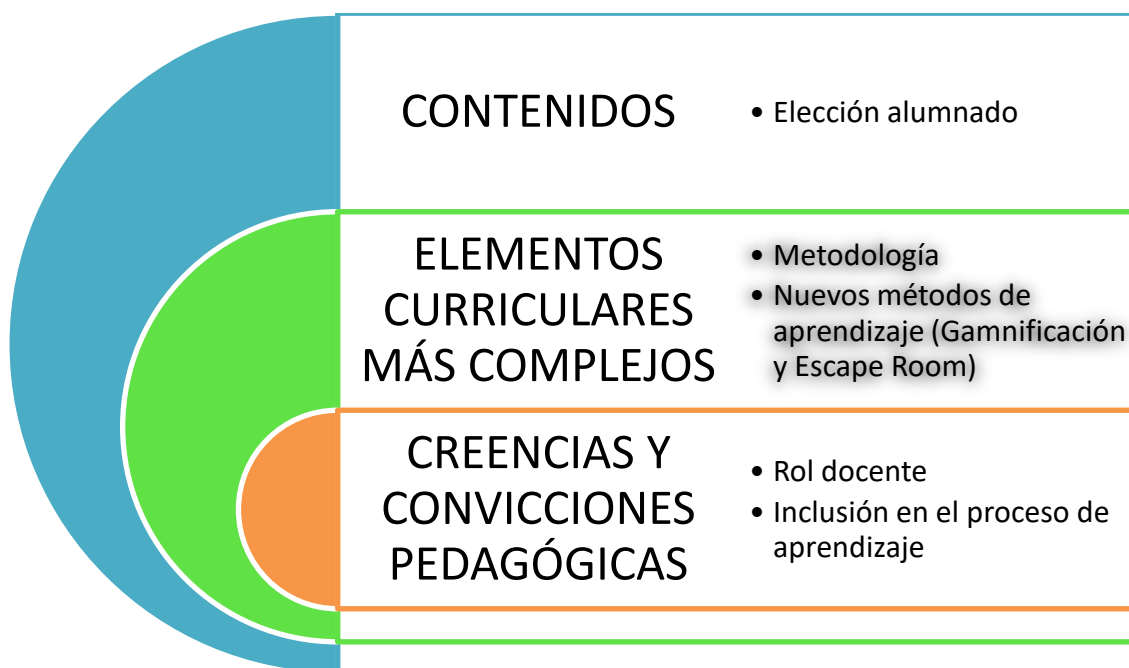 CONTENIDOS
• Elección alumnado
ELEMENTOS
CURRICULARES
MÁS COMPLEJOS
• Metodología
• Nuevos métodos de
aprendizaje (Gamnificación
y Escape Room)
CREENCIAS Y
CONVICCIONES
PEDAGÓGICAS
• Rol docente
• Inclusión en el proceso de
aprendizaje